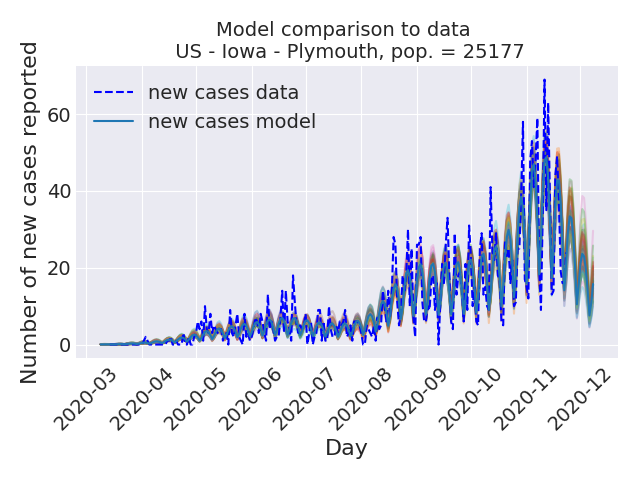 Model comparison to data
US - Iowa - Plymouth, pop. = 25177
Number of new cases reported
new cases data
new cases model
60
40
20
0
2020-03
2020-04
2020-05
2020-06
2020-07
2020-08
2020-09
2020-10
2020-11
2020-12
Day